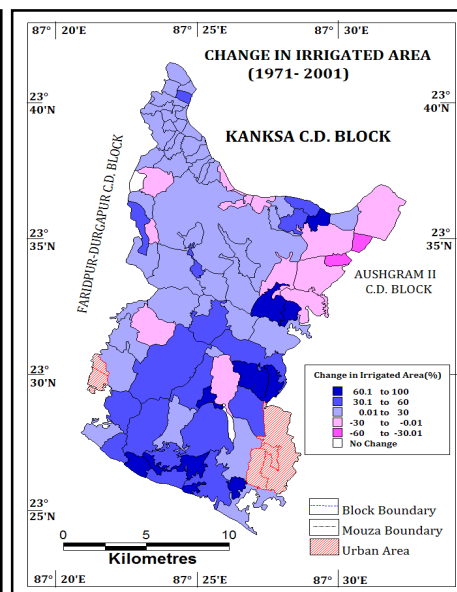 87° 20'E 87° 25'E 87° 30'E
CHANGE IN IRRIGATED AREA
(1971- 2001)
23°
40'N
23°
40'N
KANKSA C.D. BLOCK
FARIDPUR-DURGAPUR C.D. BLOCK
23°
35'N
23°
35'N
AUSHGRAM II
C.D. BLOCK
23°
30'N
Change in Irrigated Area(%)
60.1 to 100
30.1 to 60
0.01 to 30
-30 to -0.01
-60 to -30.01
No Change
23°
25'N
Block Boundary
Mouza Boundary
Urban Area
0 5 10
Kilometres
87° 20'E 87° 25'E 87° 30'E